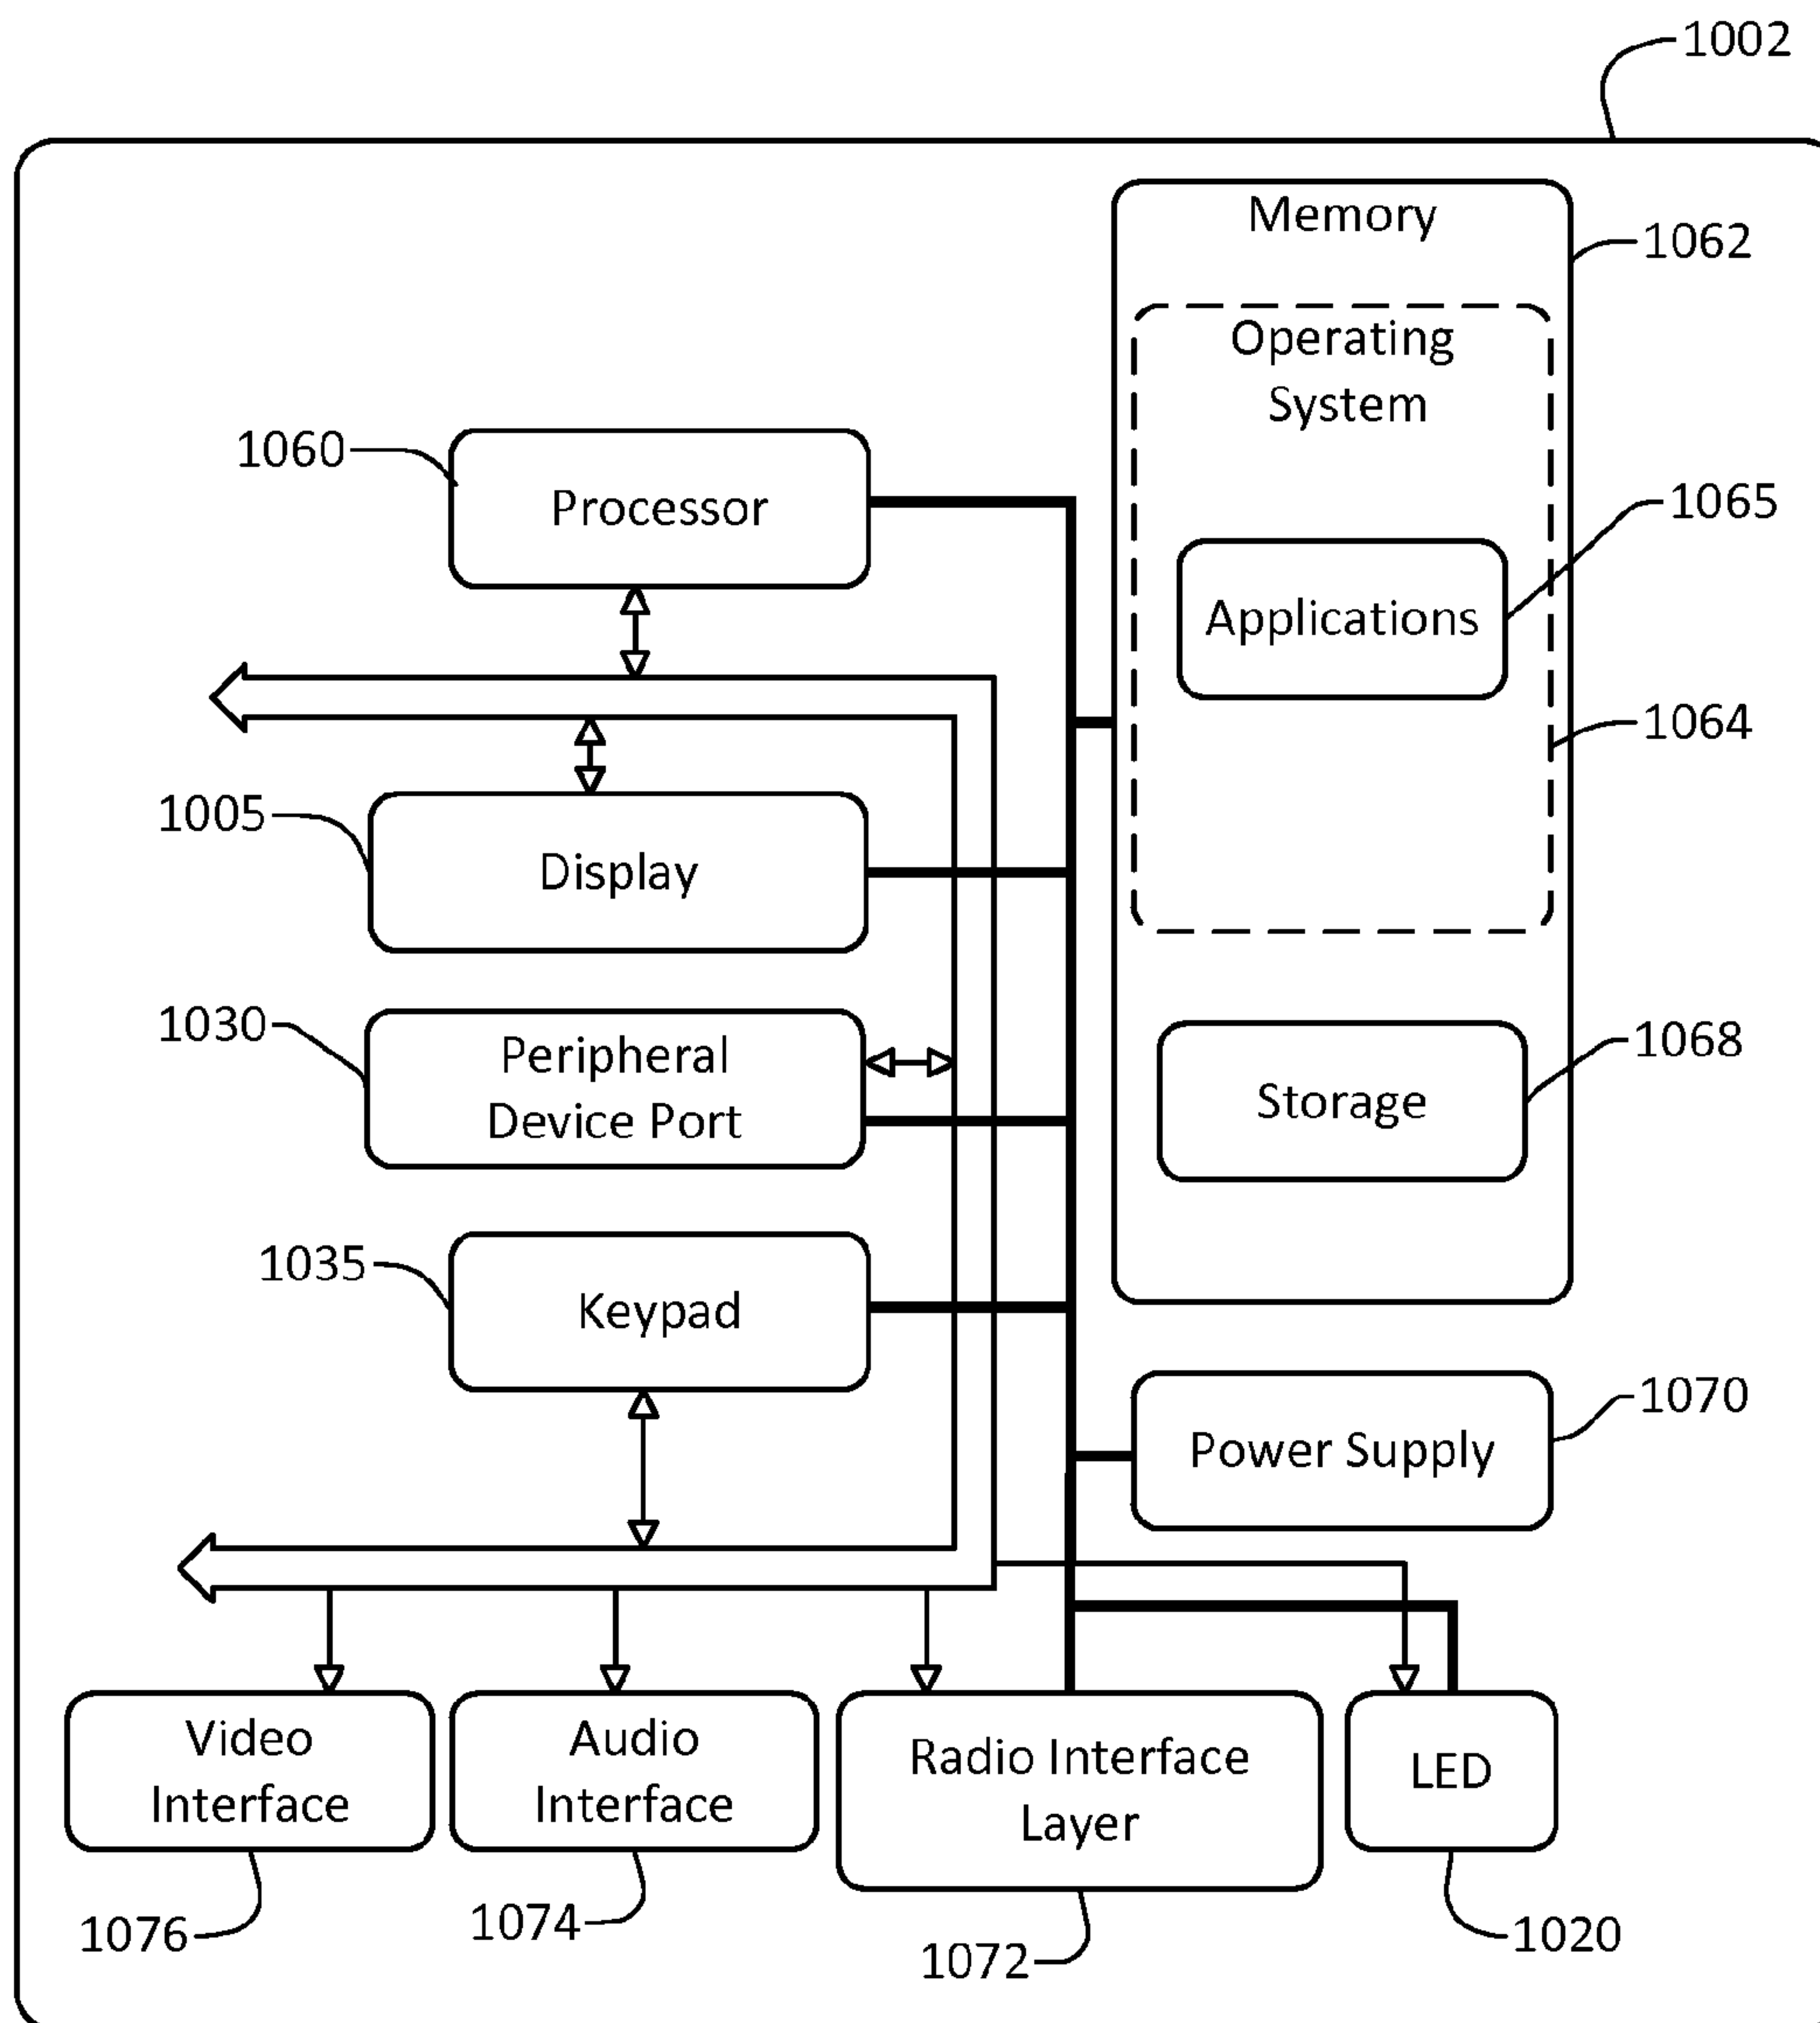 1002
Memory
1062
Operating
System
1060
Processor
1065
Applications
1064
1005
Display
1030
Peripheral
Device Port
1068
Storage
1035
Keypad
1070
Power Supply
Video
Interface
Audio
Interface
Radio Interface
Layer
LED
1076
1074
1072
1020